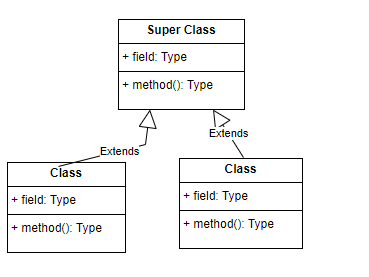 Super Class
+ field: Type
+ method(): Type
Extends
Extends
Class
+ field: Type
+ method(): Type
Class
+ field: Type
+ method(): Type